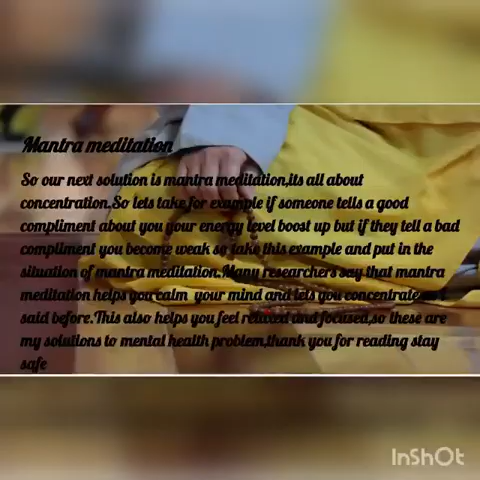 Mantra meditation
So our next solution is mantra meditation,its all about
concentration.So lets take for example if someone tells a good
compliment about you your energy level boost up but if they tell a bad
compliment you become weak so take this example and put in the
situation of mantra meditation.Many researchers say that mantra
meditation helps you calm your mind and lets you concentrate as i
said before.This also helps you feel relaxed and focused,so these are
my solutions to mental health problem,thank you for reading stay
safe
InShOt